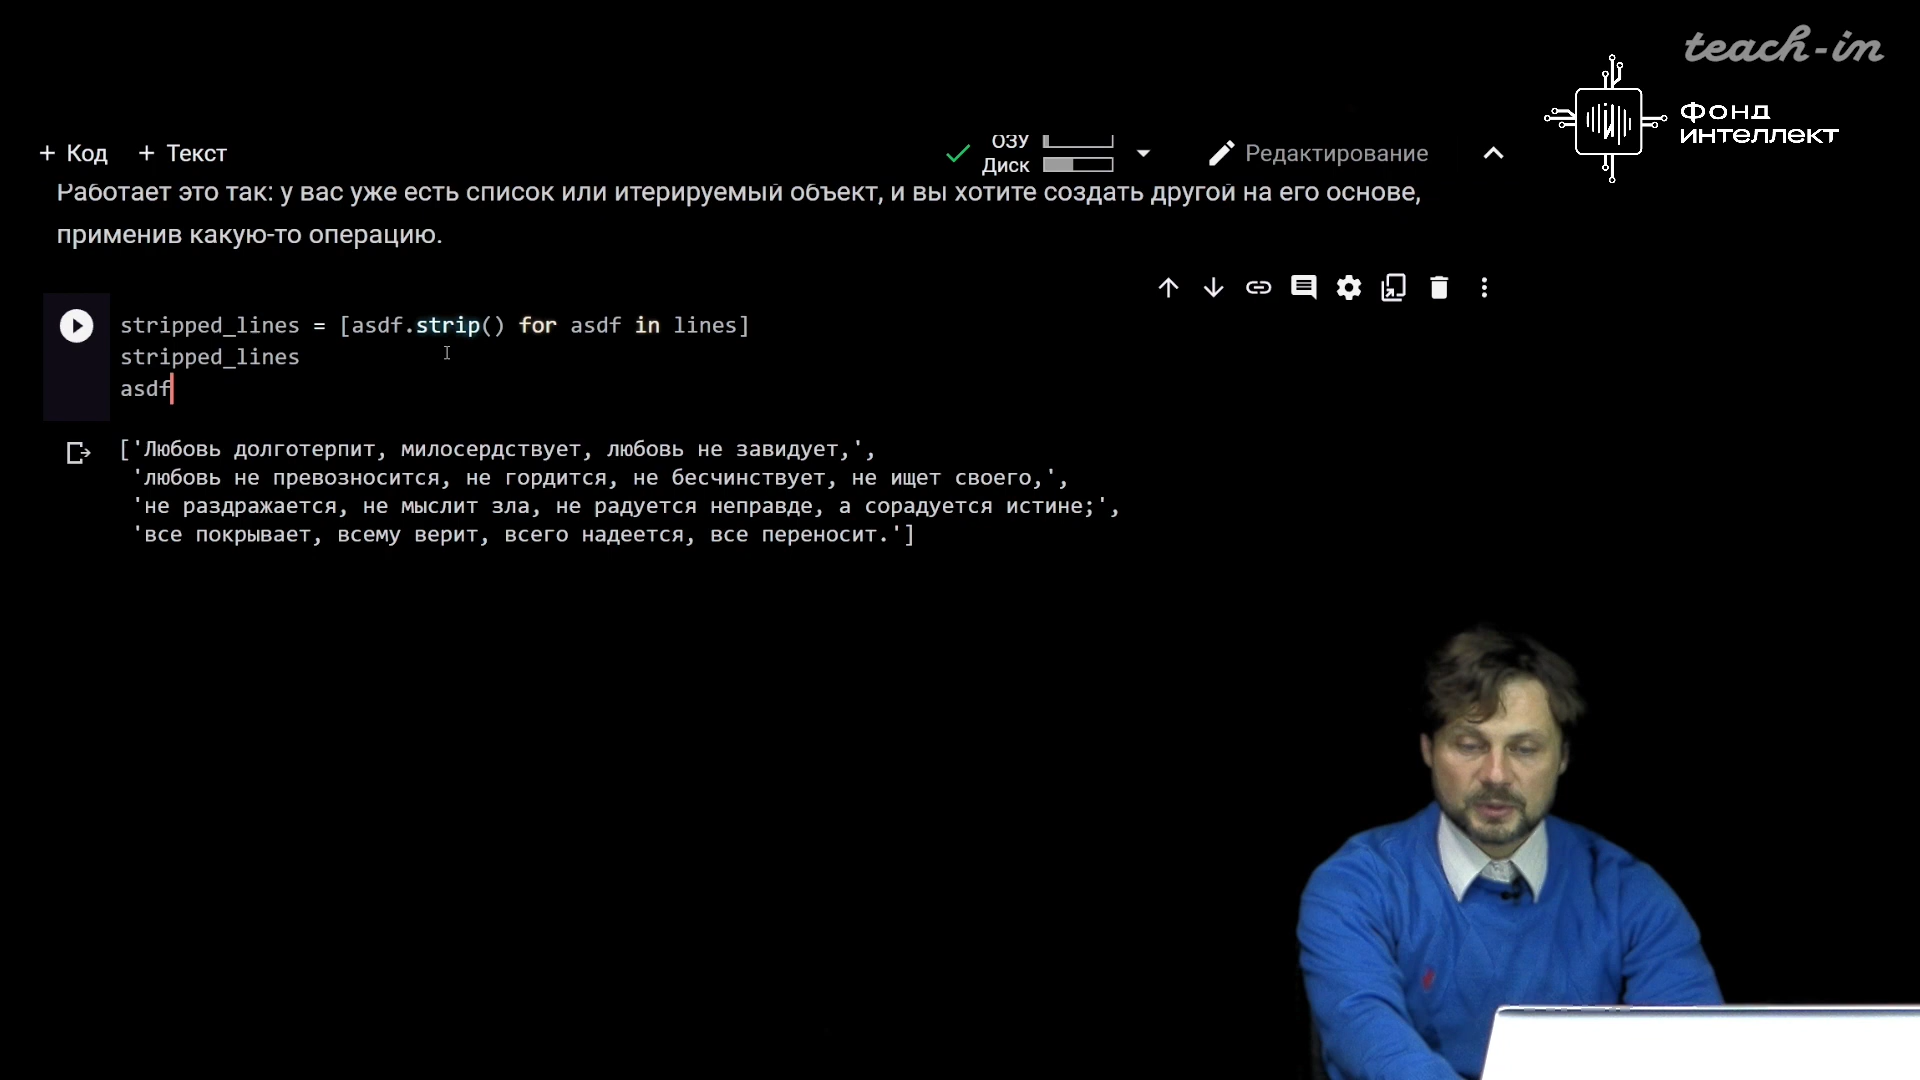 teach-in
Фонд
интеллект
+ Код + Текст
ОЗУ
Диск
Редактирование
Работает это так: у вас уже есть список или итерируемый объект, и вы хотите создать другой на его основе,
применив какую-то операцию.
stripped_lines = [asdf.strip() for asdf in lines]
stripped_lines
asdf
['Любовь долготерпит, милосердствует, любовь не завидует,',
'любовь не превозносится, не гордится, не бесчинствует, не ищет своего,',
'не раздражается, не мыслит зла, не радуется неправде, а сорадуется истине;',
'все покрывает, всему верит, всего надеется, все переносит.']